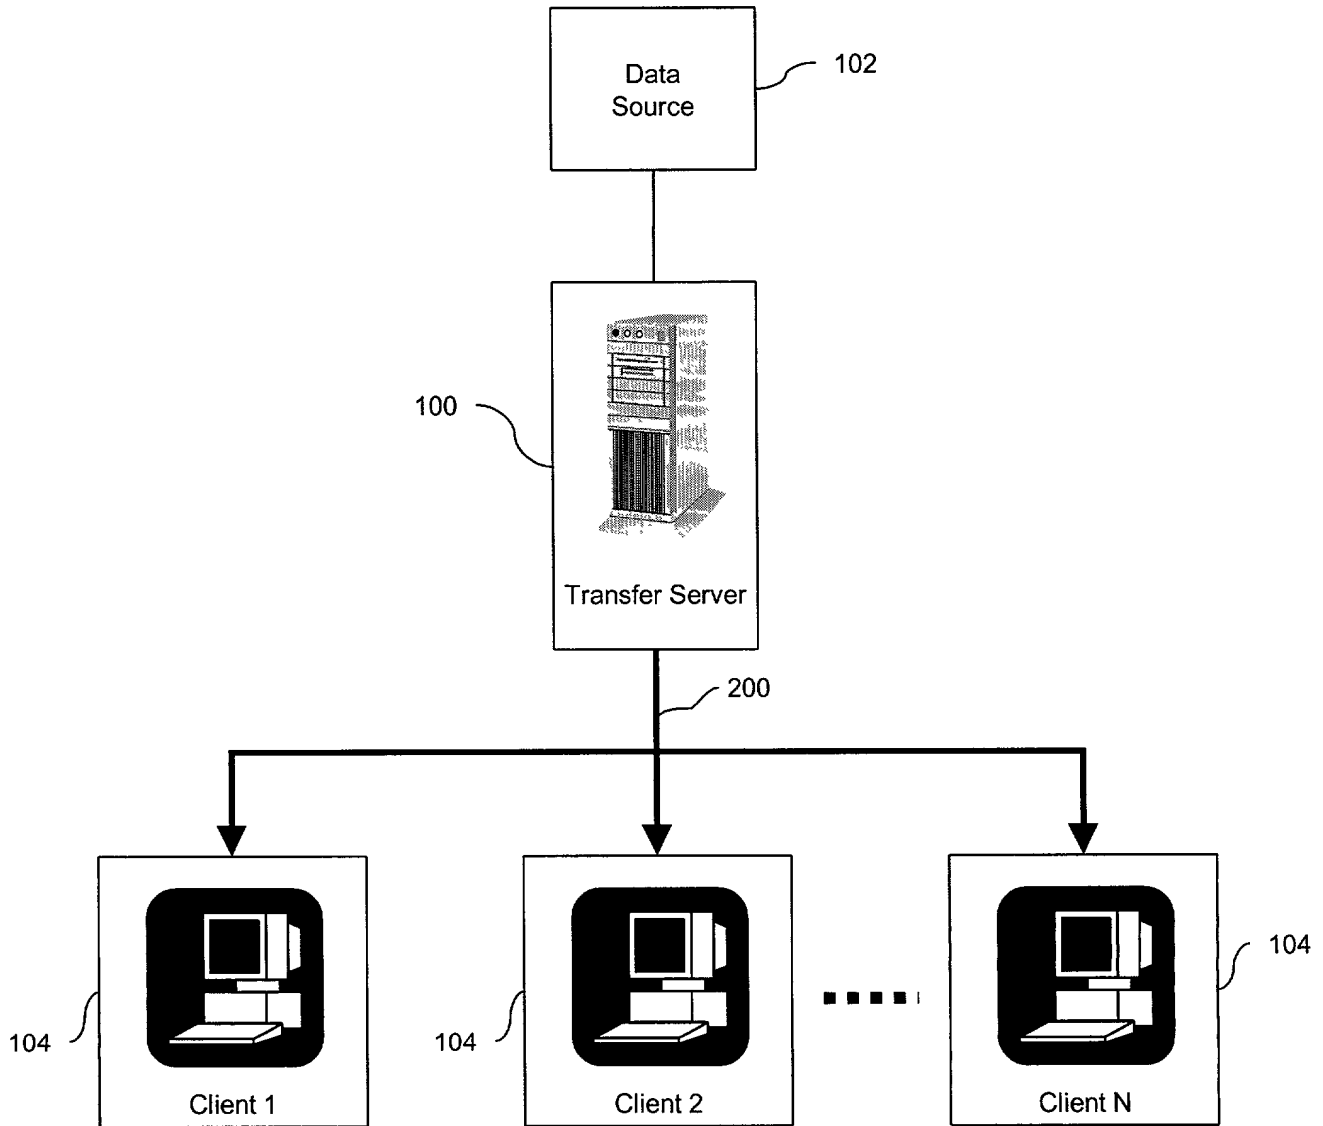 Data
Source
102
100
Transfer Server
200
104
104
104
Client 1
Client 2
Client N